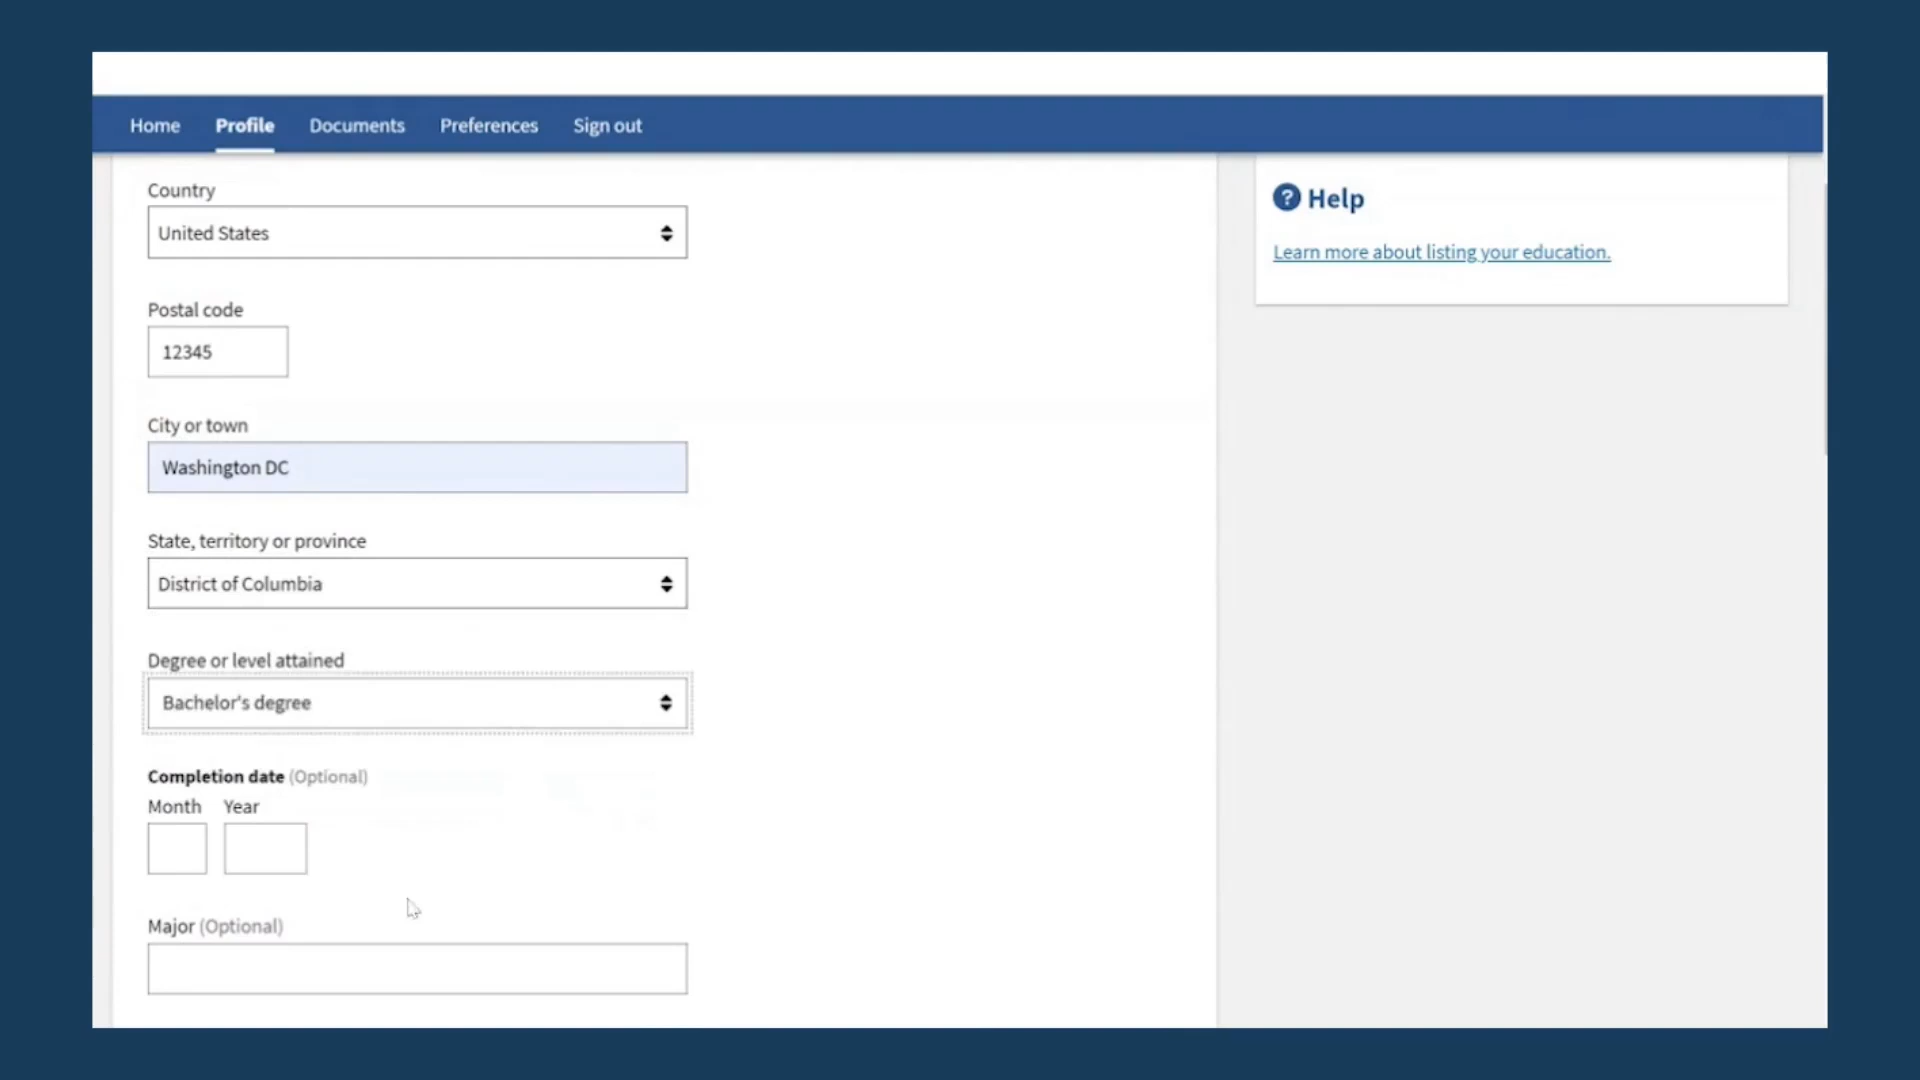 Home Profile Documents Preferences Sign out
Country
United States
Postal code
12345
City or town
Washington DC
State, territory or province
District of Columbia
Degree or level attained
Bachelor's degree
Completion date (Optional)
Month Year
Major (Optional)
? Help
Learn more about listing your education.